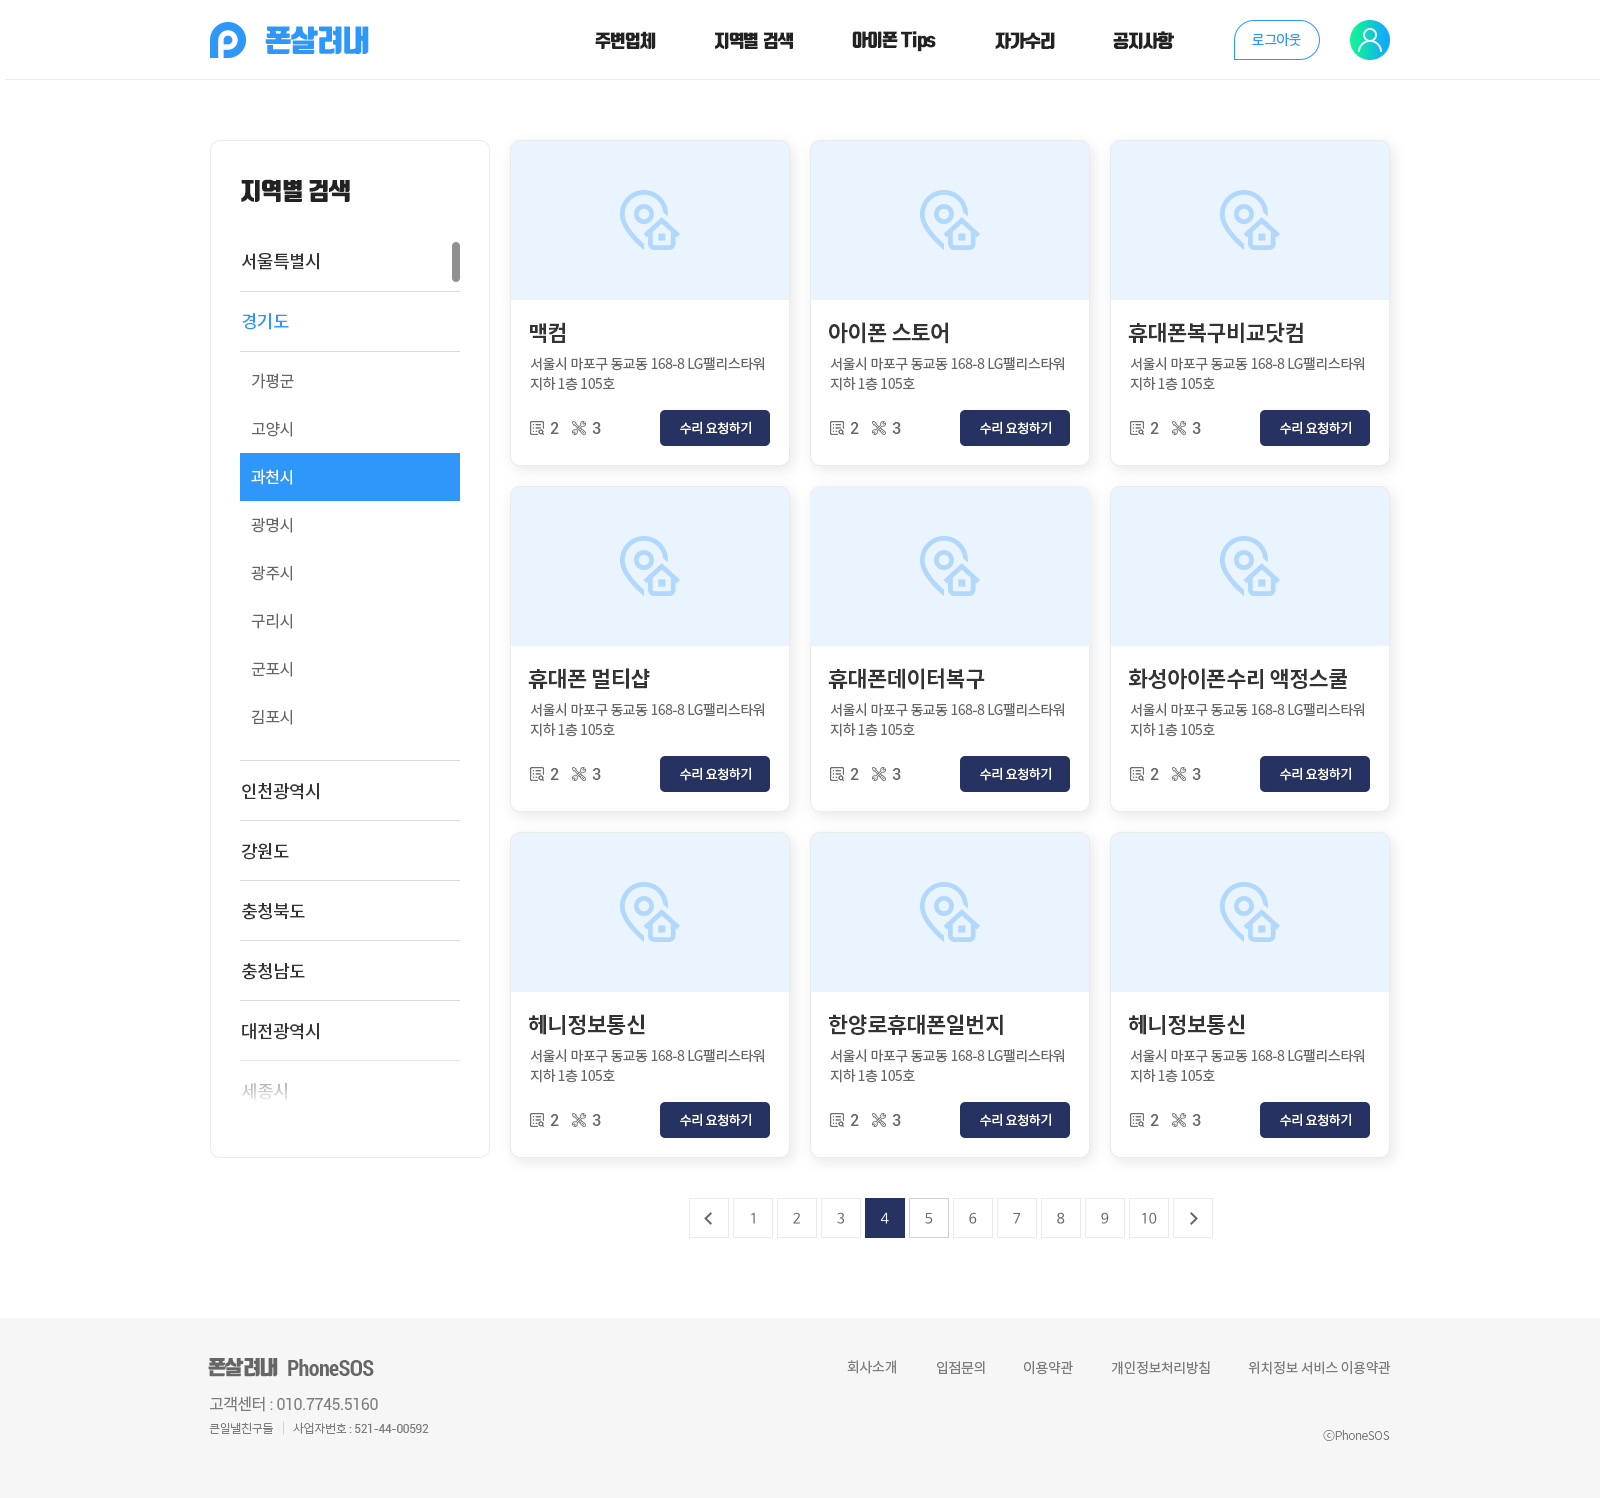 폰살려내
주변업체
지역별 검색
아이폰 Tips
자가수리
공지사항
로그아웃
지역별 검색
서울특별시
경기도
가평군
고양시
과천시
광명시
광주시
구리시
군포시
김포시
인천광역시
강원도
충청북도
충청남도
대전광역시
세종시
맥컴
서울시 마포구 동교동 168-8 LG팰리스타워
지하 1층 105호
2 3 수리 요청하기
아이폰 스토어
서울시 마포구 동교동 168-8 LG팰리스타워
지하 1층 105호
2 3 수리 요청하기
휴대폰복구비교닷컴
서울시 마포구 동교동 168-8 LG팰리스타워
지하 1층 105호
2 3 수리 요청하기
휴대폰 멀티샵
서울시 마포구 동교동 168-8 LG팰리스타워
지하 1층 105호
2 3 수리 요청하기
휴대폰데이터복구
서울시 마포구 동교동 168-8 LG팰리스타워
지하 1층 105호
2 3 수리 요청하기
화성아이폰수리 액정스쿨
서울시 마포구 동교동 168-8 LG팰리스타워
지하 1층 105호
2 3 수리 요청하기
헤니정보통신
서울시 마포구 동교동 168-8 LG팰리스타워
지하 1층 105호
2 3 수리 요청하기
한양로휴대폰일번지
서울시 마포구 동교동 168-8 LG팰리스타워
지하 1층 105호
2 3 수리 요청하기
헤니정보통신
서울시 마포구 동교동 168-8 LG팰리스타워
지하 1층 105호
2 3 수리 요청하기
1 2 3 4 5 6 7 8 9 10
폰살려내 PhoneSOS
고객센터 : 010.7745.5160
큰일낼친구들 사업자번호 : 521-44-00592
회사소개
입점문의
이용약관
개인정보처리방침
위치정보 서비스 이용약관
ⓒPhoneSOS